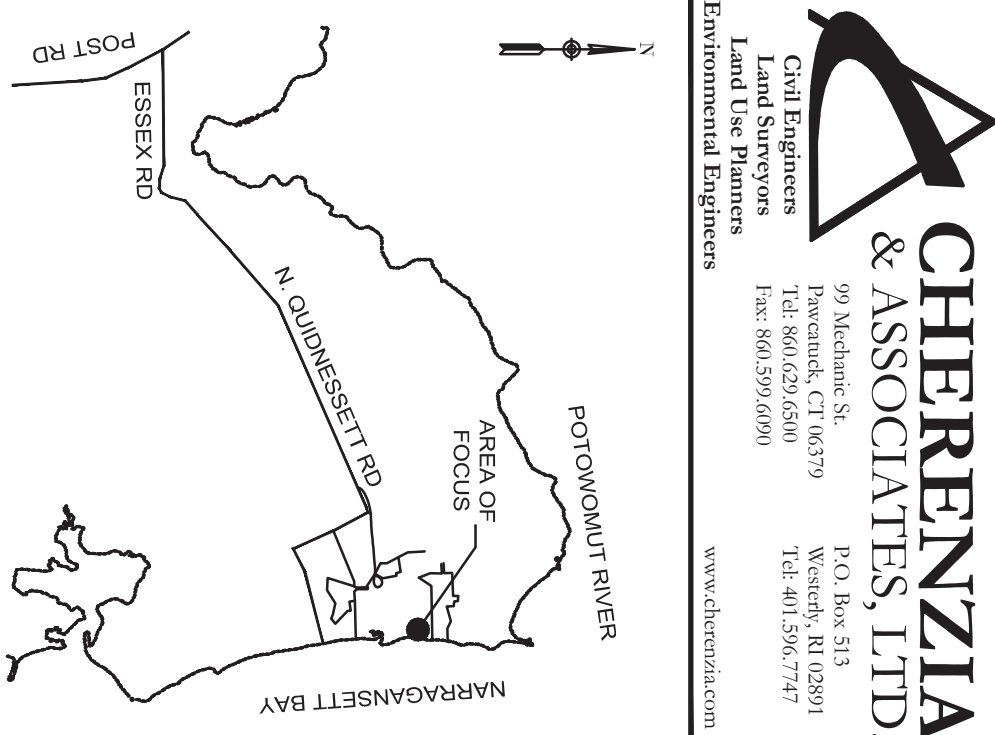 CHERENZIA
& ASSOCIATES, LTD.
99 Mechanic St.
Pawcatuck, CT 06379
Tel: 860.629.6500
Fax: 860.599.6090
P.O. Box 513
Westerly, RI 02891
Tel: 401.596.7747
www.cherenzia.com
Civil Engineers
Land Surveyors
Land Use Planners
Environmental Engineers
N
POST RD
ESSEX RD
N. QUIDNESSETT RD
AREA OF
FOCUS
POTOWOMUT RIVER
NARRAGANSETT BAY